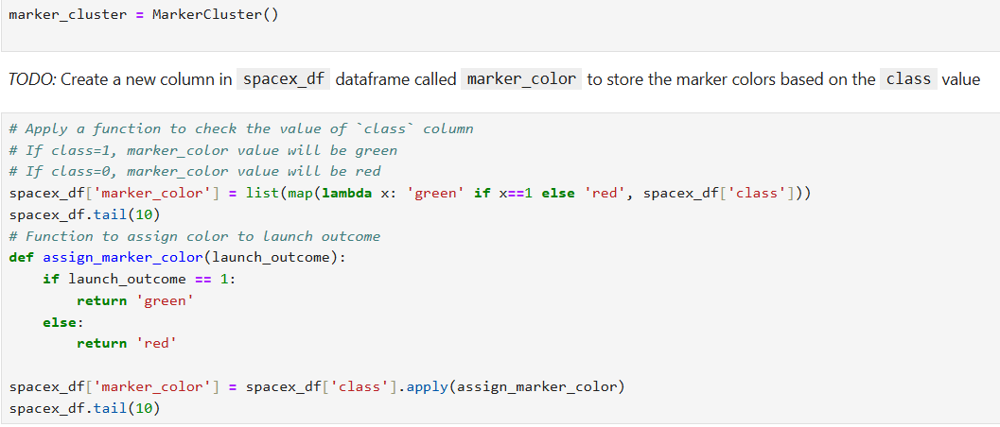 marker_cluster = MarkerCluster()
TODO: Create a new column in spacex_df dataframe called marker_color to store the marker colors based on the class value
# Apply a function to check the value of `class` column
# If class=1, marker_color value will be green
# If class=0, marker_color value will be red
spacex_df['marker_color'] = list(map(lambda x: 'green' if x==1 else 'red', spacex_df['class']))
spacex_df.tail(10)
# Function to assign color to launch outcome
def assign_marker_color(launch_outcome):
    if launch_outcome == 1:
        return 'green'
    else:
        return 'red'
spacex_df['marker_color'] = spacex_df['class'].apply(assign_marker_color)
spacex_df.tail(10)